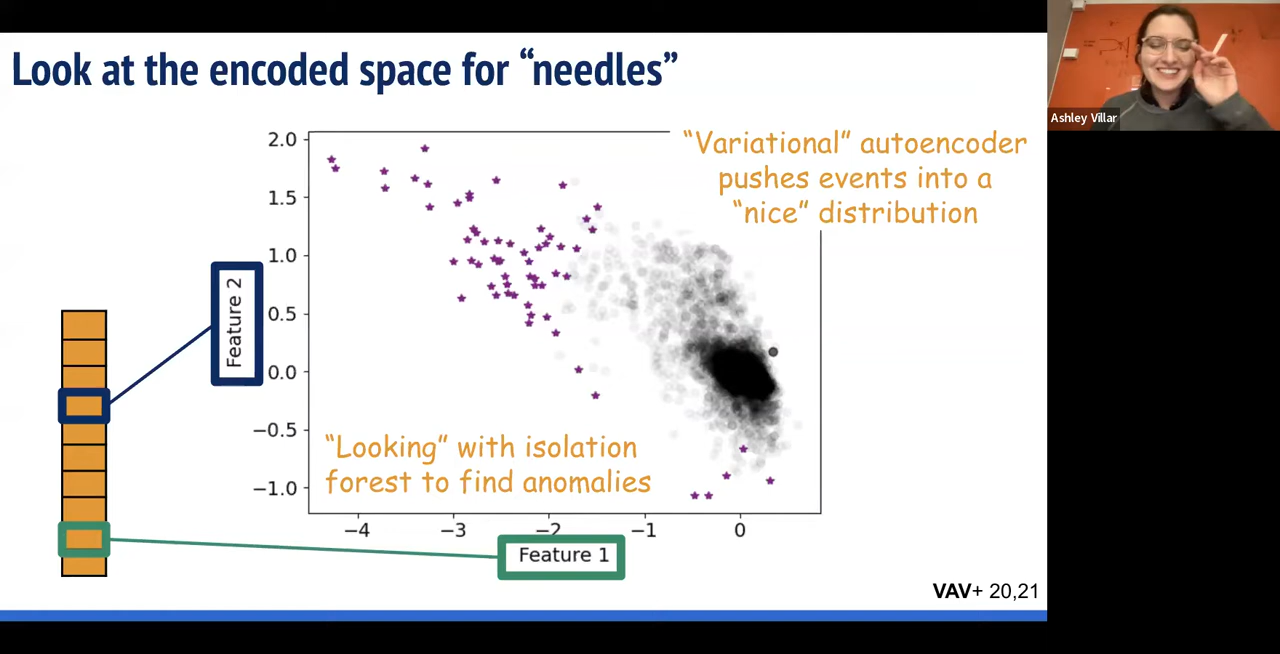 Look at the encoded space for “needles”
Ashley Villar
“Variational” autoencoder
pushes events into a
“nice” distribution
2.0
1.5
1.0
0.5
0.0
−0.5
−1.0
Feature 2
“Looking” with isolation
forest to find anomalies
−4
−3
−2
−1
0
Feature 1
VAV+ 20,21